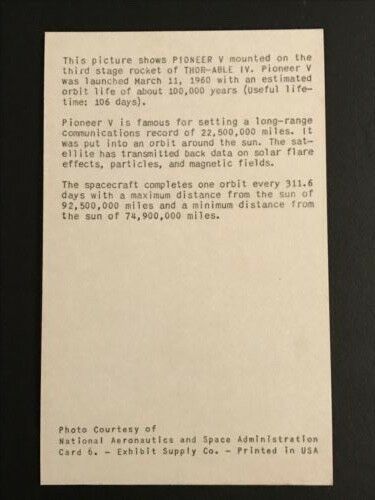 This picture shows PIONEER V mounted on the
third stage rocket of THOR-ABLE IV. Pioneer V
was launched March 11, 1960 with an estimated
orbit life of about 100,000 years (Useful life-
time: 106 days).
Pioneer V is famous for setting a long-range
communications record of 22,500,000 miles. It
was put into an orbit around the sun. The sat-
ellite has transmitted back data on solar flare
effects, particles, and magnetic fields.
The spacecraft completes one orbit every 311.6
days with a maximum distance from the sun of
92,500,000 miles and a minimum distance from
the sun of 74,900,000 miles.
Photo Courtesy of
National Aeronautics and Space Administration
Card 6. - Exhibit Supply Co. - Printed in USA